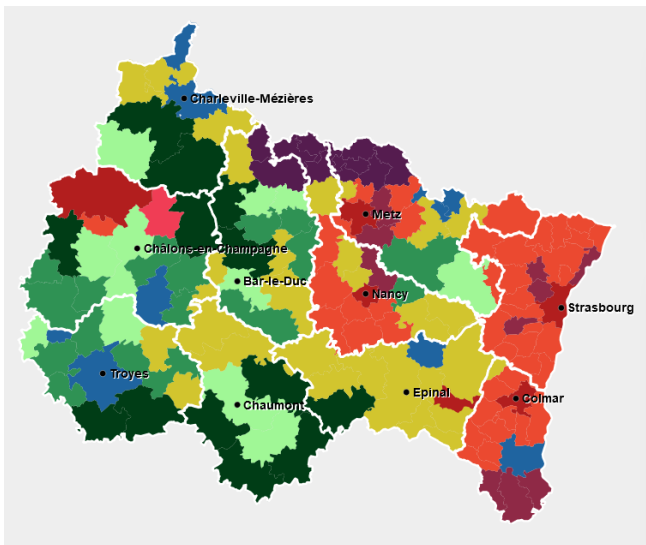 Charleville-Mézières
Metz
Châlons-en-Champagne
Bar-le-Duc
Nancy
Strasbourg
Troyes
Epinal
Colmar
Chaumont